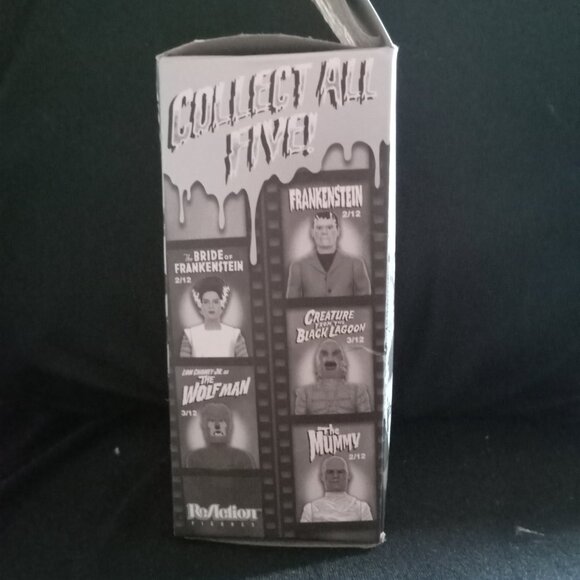 COLLECT ALL
FIVE!
FRANKENSTEIN
2/12
The BRIDE OF
FRANKENSTEIN
2/12
CREATURE
FROM THE
BLACK LAGOON
3/12
LON CHANEY JR. AS
THE
WOLF MAN
3/12
The
MUMMY
2/12
ReAction
FIGURES